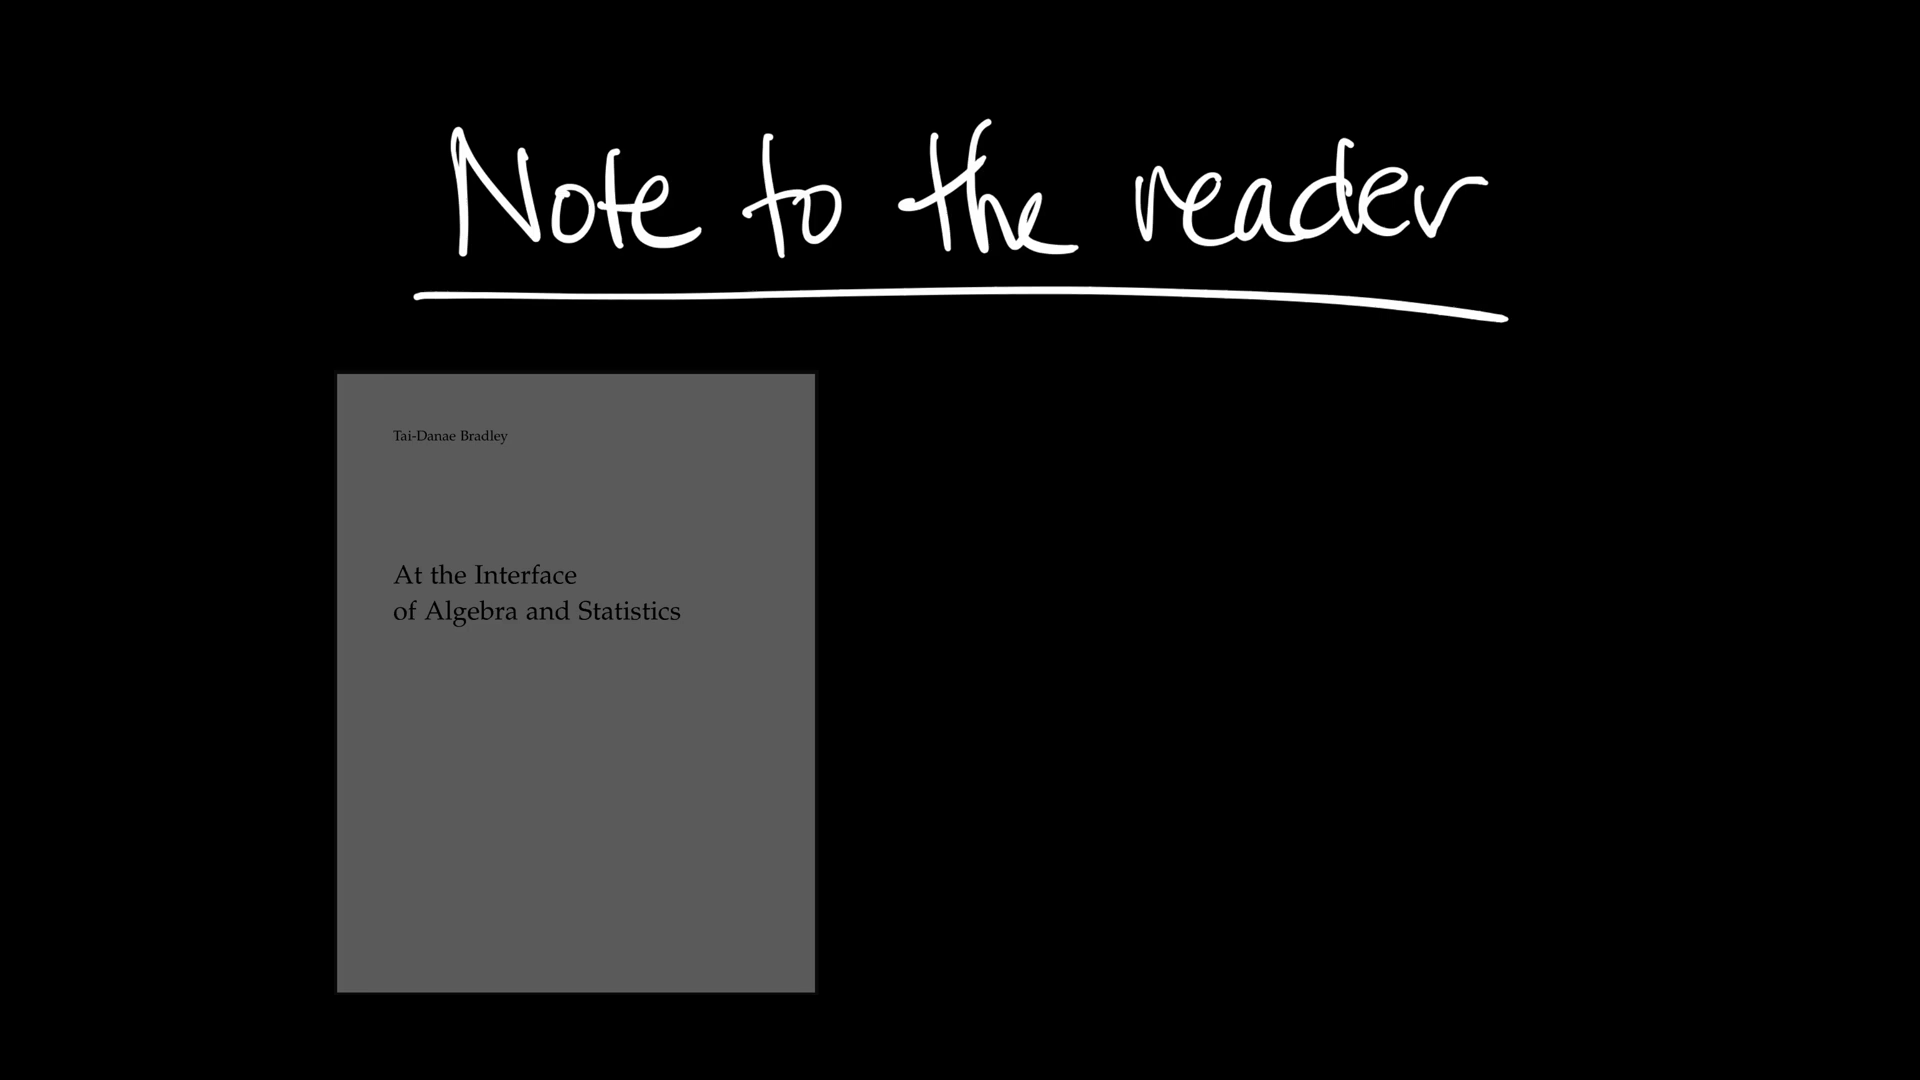 Note to the reader
Tai-Danae Bradley
At the Interface
of Algebra and Statistics